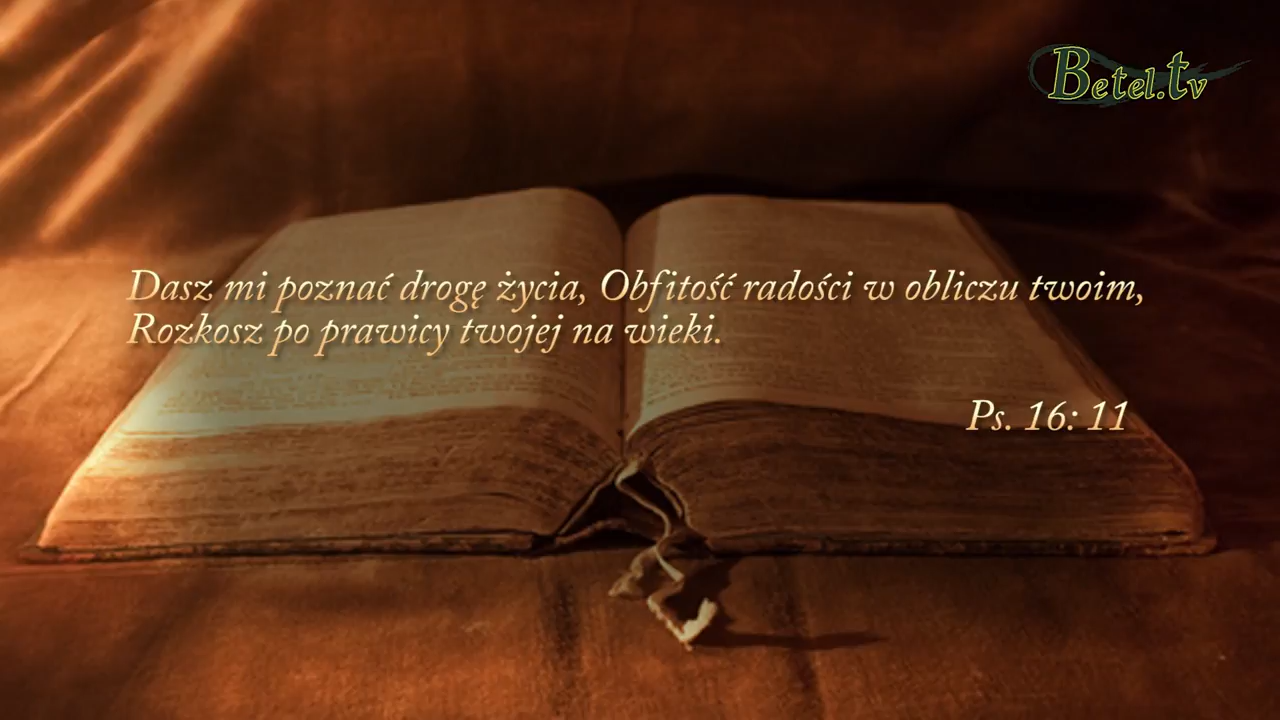 Betel.tv
Dasz mi poznać drogę życia, Obfitość radości w obliczu twoim,
Rozkosz po prawicy twojej na wieki.
Ps. 16: 11